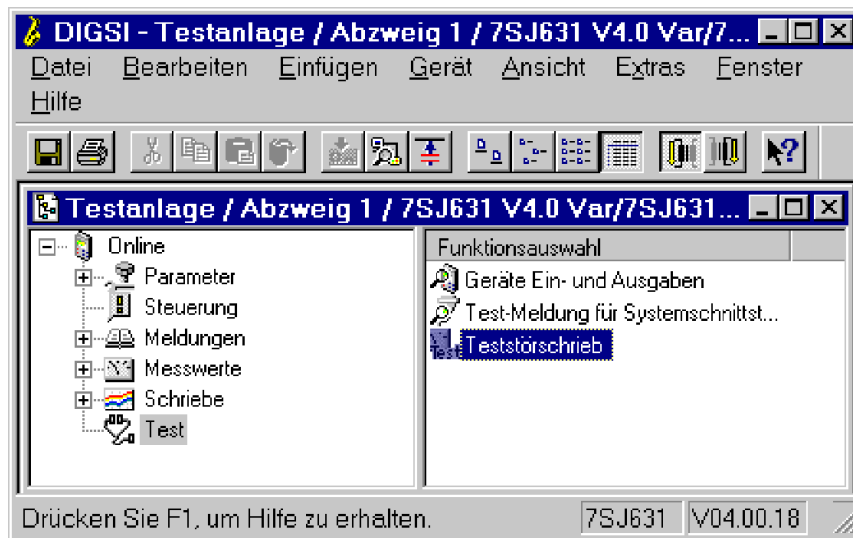 DIGSI - Testanlage / Abzweig 1 / 7SJ631 V4.0 Var/7...
Datei Bearbeiten Einfügen Gerät Ansicht Extras Fenster
Hilfe
Testanlage / Abzweig 1 / 7SJ631 V4.0 Var/7SJ631...
Online
Parameter
Steuerung
Meldungen
Messwerte
Schriebe
Test
Funktionsauswahl
Geräte Ein- und Ausgaben
Test-Meldung für Systemschnittst...
Test Teststörschrieb
Drücken Sie F1, um Hilfe zu erhalten. 7SJ631 V04.00.18